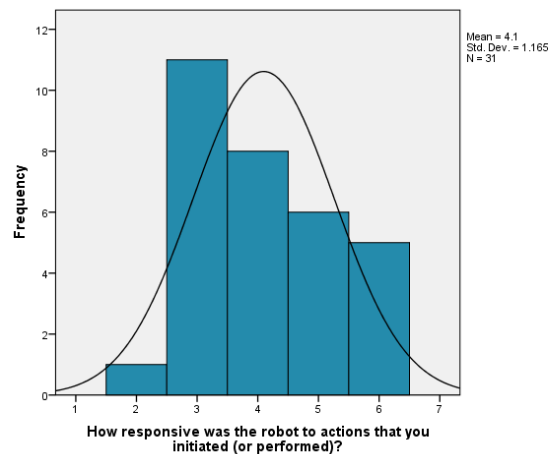 Mean = 4.1
Std. Dev. = 1.165
N = 31
12
10
8
6
4
2
0
Frequency
1 2 3 4 5 6 7
How responsive was the robot to actions that you
initiated (or performed)?